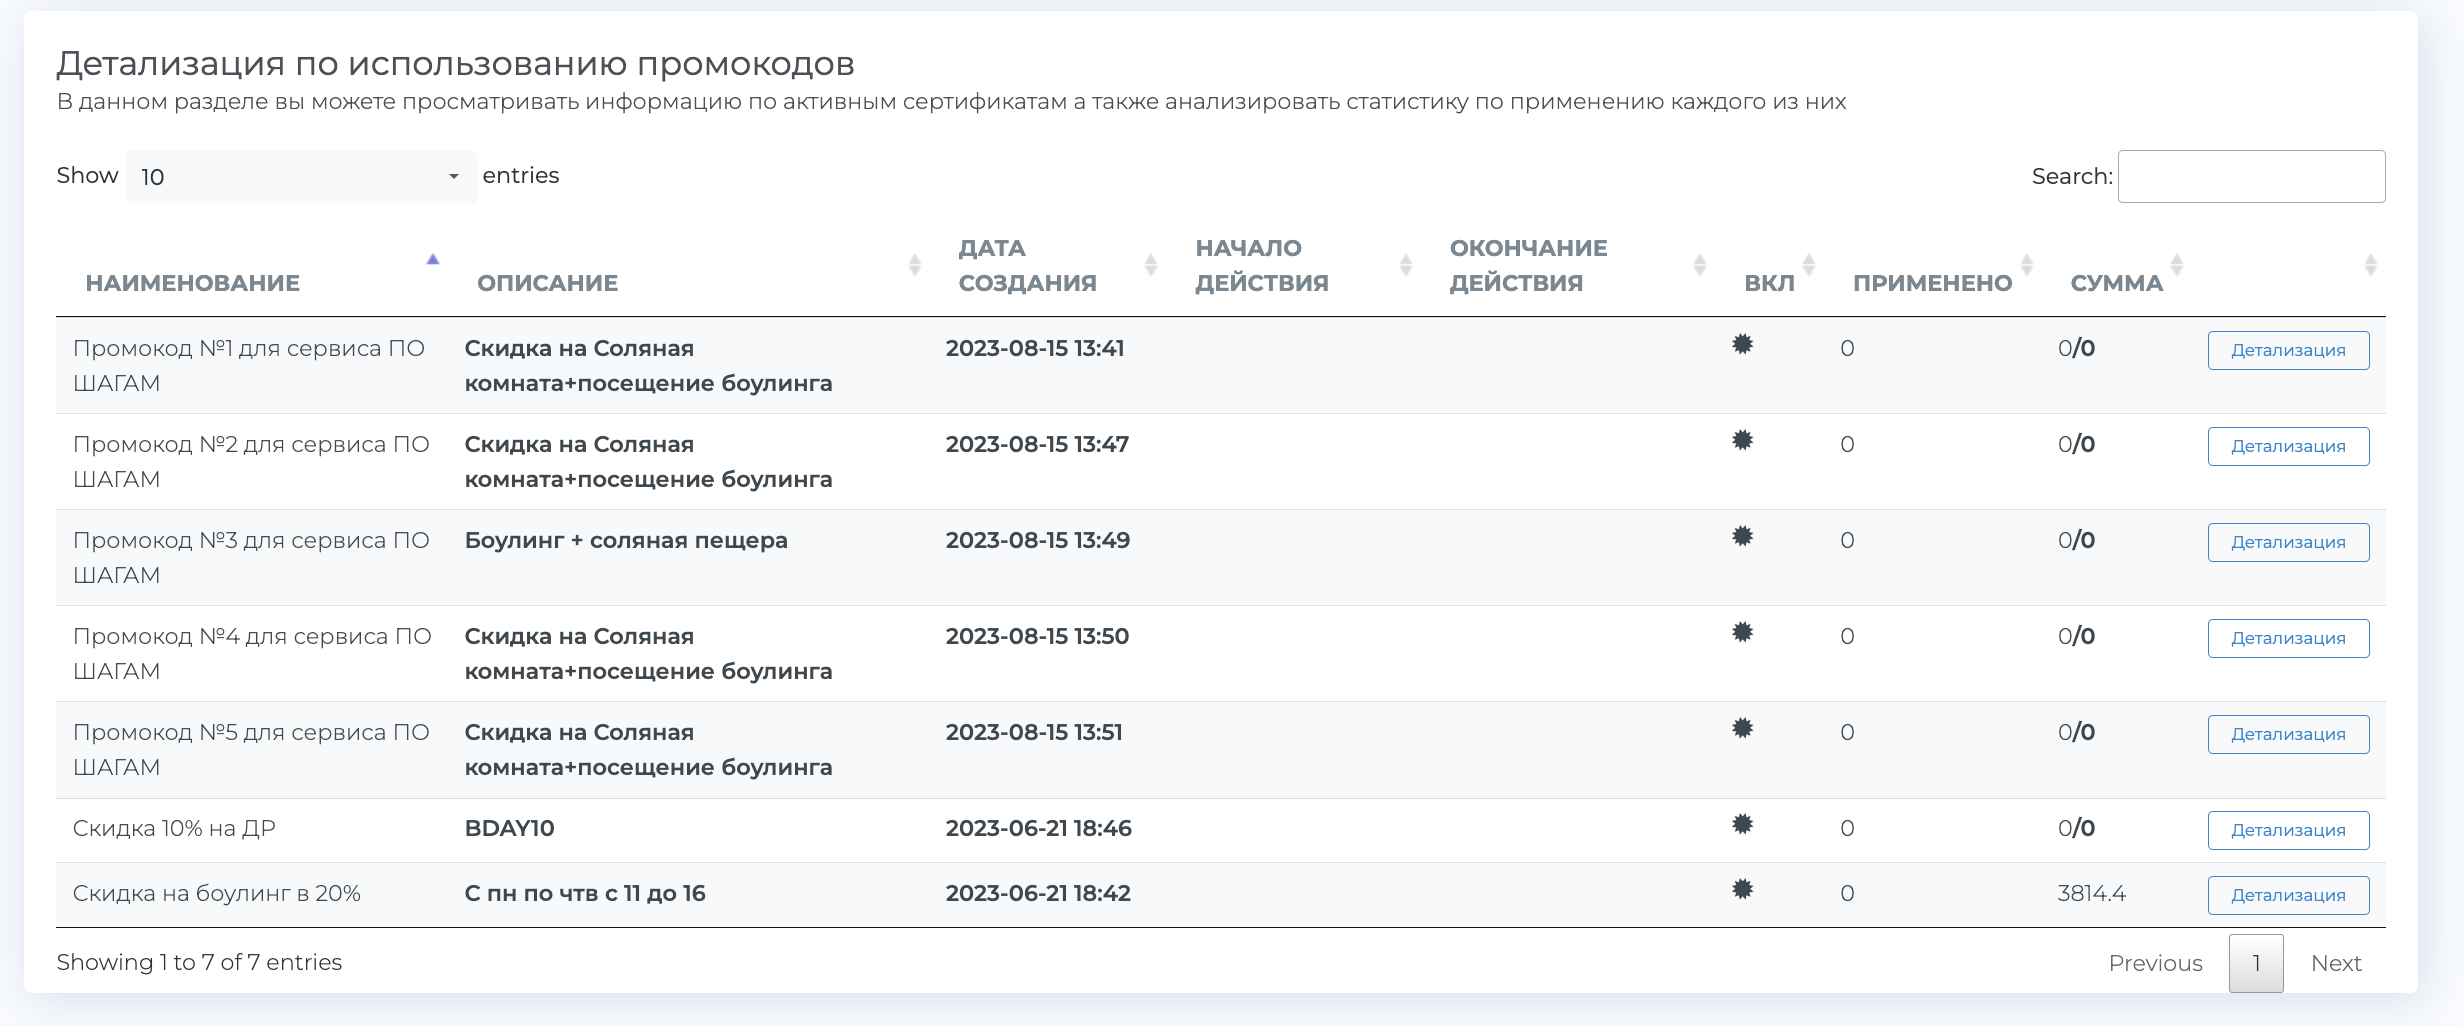 Детализация по использованию промокодов
В данном разделе вы можете просматривать информацию по активным сертификатам а также анализировать статистику по применению каждого из них
Show 10 entries Search:
НАИМЕНОВАНИЕ ОПИСАНИЕ ДАТА СОЗДАНИЯ НАЧАЛО ДЕЙСТВИЯ ОКОНЧАНИЕ ДЕЙСТВИЯ ВКЛ ПРИМЕНЕНО СУММА
Промокод №1 для сервиса ПО Скидка на Соляная 2023-08-15 13:41 0 0/0 Детализация
ШАГАМ комната+посещение боулинга
Промокод №2 для сервиса ПО Скидка на Соляная 2023-08-15 13:47 0 0/0 Детализация
ШАГАМ комната+посещение боулинга
Промокод №3 для сервиса ПО Боулинг + соляная пещера 2023-08-15 13:49 0 0/0 Детализация
ШАГАМ
Промокод №4 для сервиса ПО Скидка на Соляная 2023-08-15 13:50 0 0/0 Детализация
ШАГАМ комната+посещение боулинга
Промокод №5 для сервиса ПО Скидка на Соляная 2023-08-15 13:51 0 0/0 Детализация
ШАГАМ комната+посещение боулинга
Скидка 10% на ДР BDAY10 2023-06-21 18:46 0 0/0 Детализация
Скидка на боулинг в 20% С пн по чтв с 11 до 16 2023-06-21 18:42 0 3814.4 Детализация
Showing 1 to 7 of 7 entries Previous 1 Next